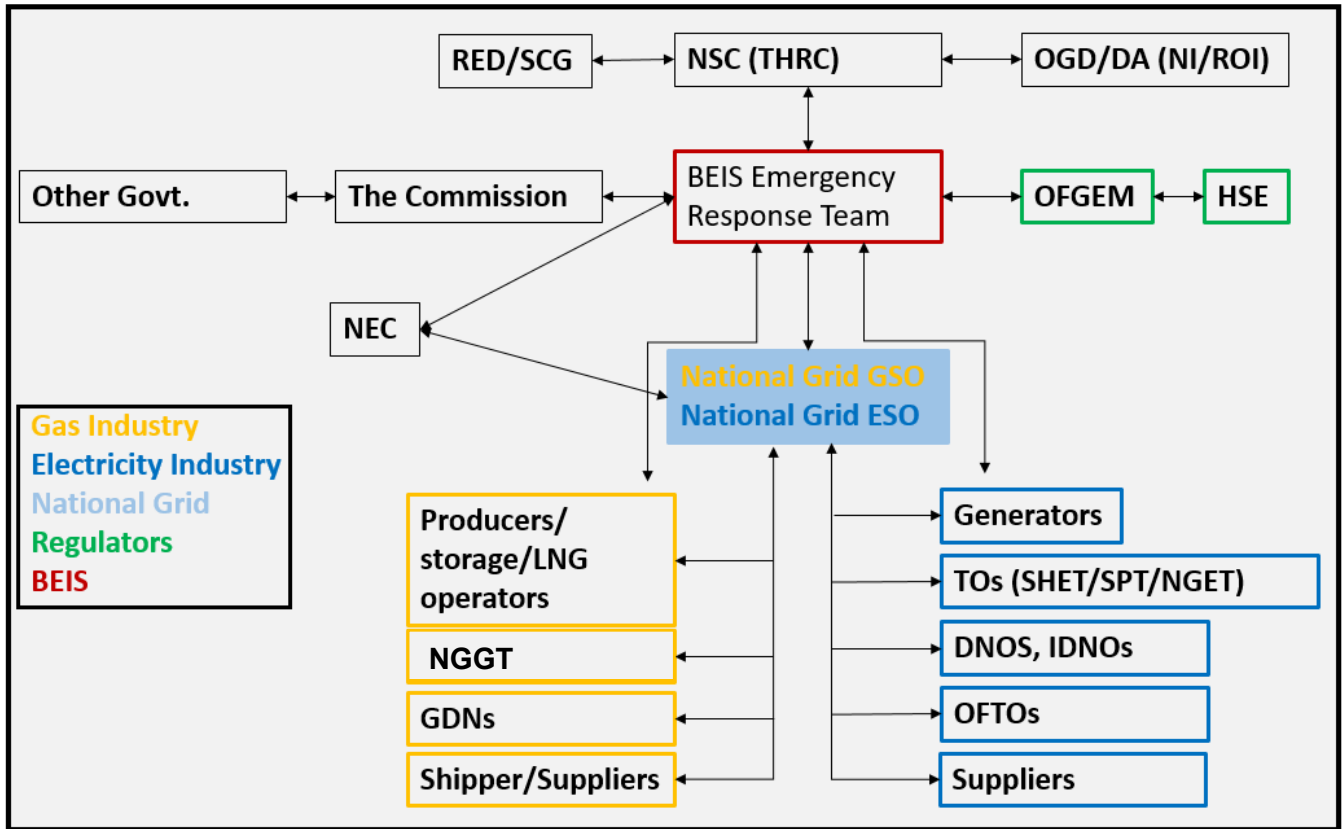 RED/SCG
NSC (THRC)
OGD/DA (NI/ROI)
Other Govt.
The Commission
BEIS Emergency
Response Team
OFGEM
HSE
NEC
National Grid GSO
National Grid ESO
Gas Industry
Electricity Industry
National Grid
Regulators
BEIS
Producers/
storage/LNG
operators
NGGT
GDNs
Shipper/Suppliers
Generators
TOs (SHET/SPT/NGET)
DNOS, IDNOs
OFTOs
Suppliers